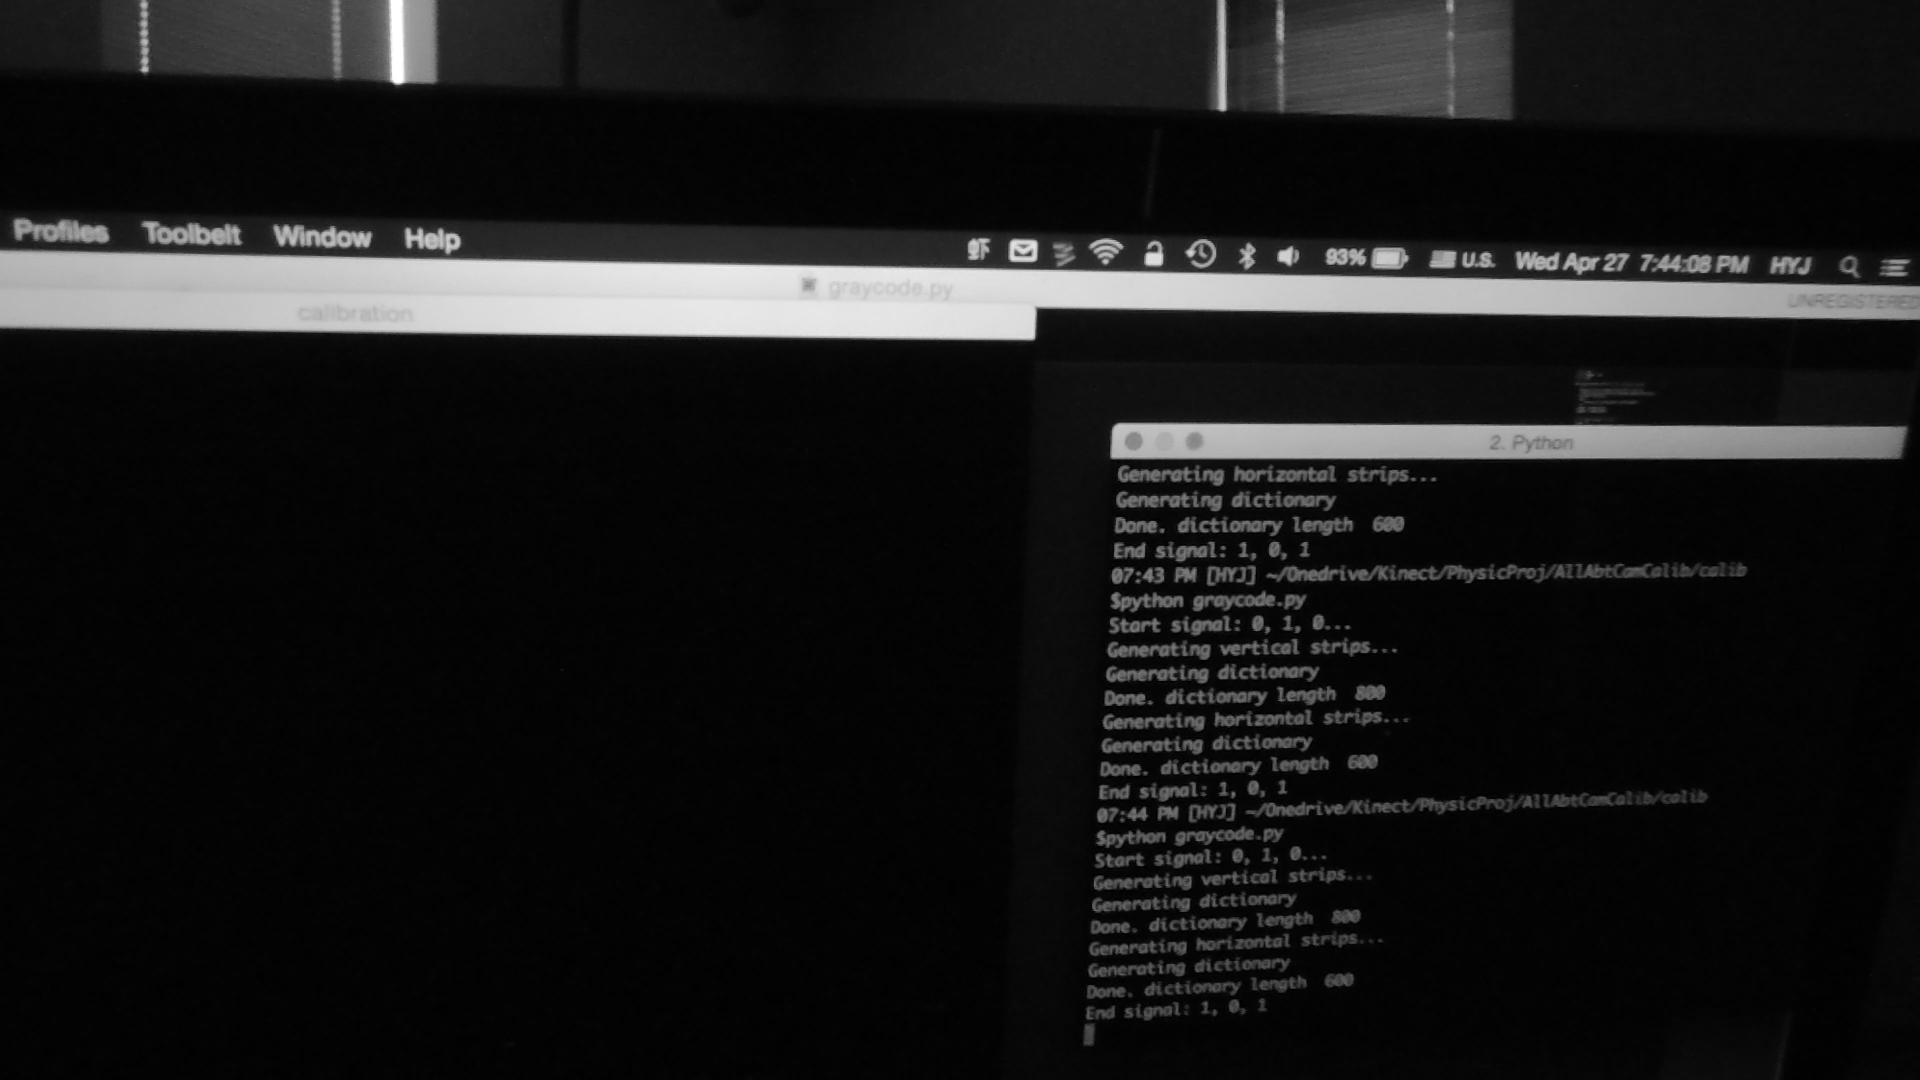 Profiles Toolbelt Window Help 虾 93% U.S. Wed Apr 27 7:44:08 PM HYJ
graycode.py UNREGISTERED
calibration
2. Python
Generating horizontal strips...
Generating dictionary
Done. dictionary length 600
End signal: 1, 0, 1
07:43 PM [HYJ] ~/Onedrive/Kinect/PhysicProj/AllAbtCamCalib/calib
$python graycode.py
Start signal: 0, 1, 0...
Generating vertical strips...
Generating dictionary
Done. dictionary length 800
Generating horizontal strips...
Generating dictionary
Done. dictionary length 600
End signal: 1, 0, 1
07:44 PM [HYJ] ~/Onedrive/Kinect/PhysicProj/AllAbtCamCalib/calib
$python graycode.py
Start signal: 0, 1, 0...
Generating vertical strips...
Generating dictionary
Done. dictionary length 800
Generating horizontal strips...
Generating dictionary
Done. dictionary length 600
End signal: 1, 0, 1